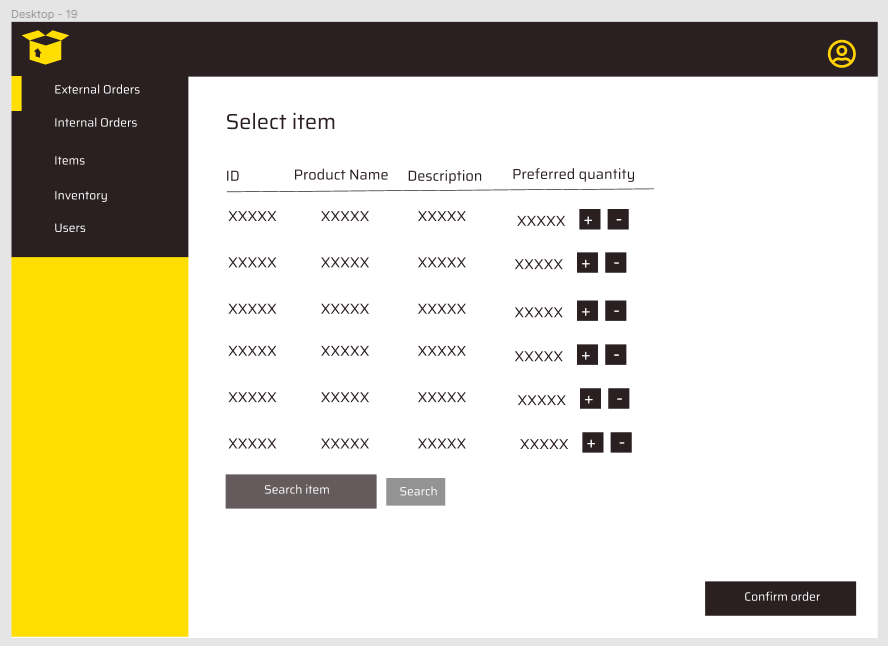 Desktop - 19
External Orders
Internal Orders
Items
Inventory
Users
Select item
ID Product Name Description Preferred quantity
XXXXX XXXXX XXXXX XXXXX + -
XXXXX XXXXX XXXXX XXXXX + -
XXXXX XXXXX XXXXX XXXXX + -
XXXXX XXXXX XXXXX XXXXX + -
XXXXX XXXXX XXXXX XXXXX + -
XXXXX XXXXX XXXXX XXXXX + -
Search item Search
Confirm order